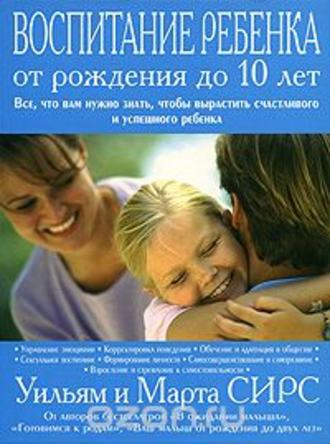 ВОСПИТАНИЕ РЕБЕНКА
от рождения до 10 лет
Все, что вам нужно знать, чтобы вырастить счастливого
и успешного ребенка
• Управление эмоциями • Корректировка поведения • Обучение и адаптация в обществе •
• Сексуальное воспитание • Формирование личности • Самосовершенствование и саморазвитие •
• Взросление и стремление к самостоятельности •
Уильям и Марта СИРС
От авторов бестселлеров «В ожидании малыша»,
«Готовимся к родам», «Ваш малыш от рождения до двух лет»